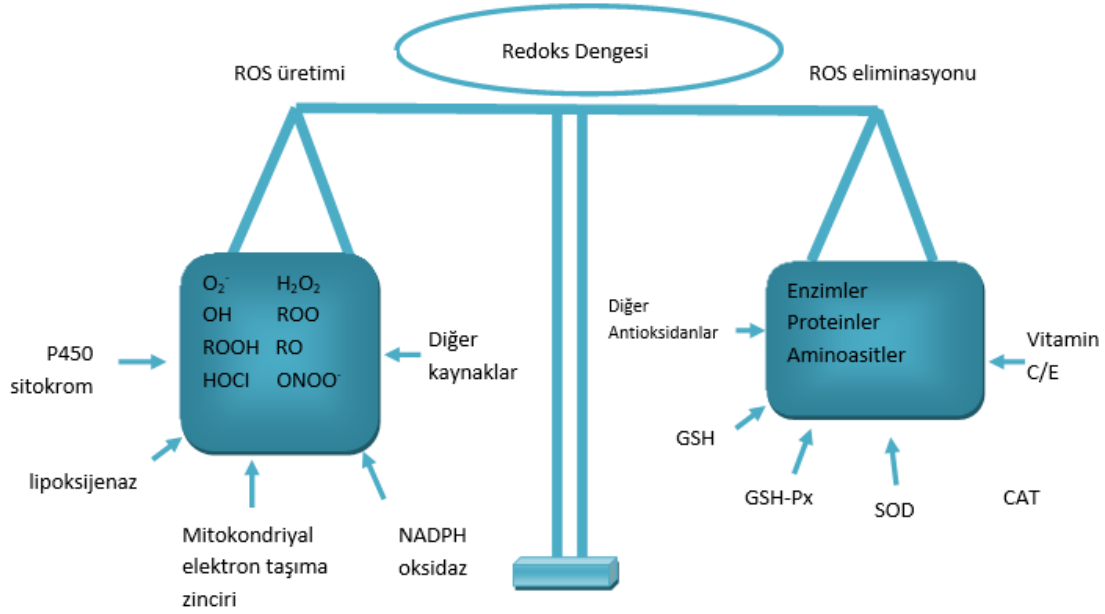 Redoks Dengesi
ROS üretimi
ROS eliminasyonu
O₂⁻ H₂O₂
OH ROO
ROOH RO
HOCl ONOO⁻
P450
sitokrom
Diğer
kaynaklar
lipoksijenaz
Mitokondriyal
elektron taşıma
zinciri
NADPH
oksidaz
Enzimler
Proteinler
Aminoasitler
Diğer
Antioksidanlar
Vitamin
C/E
GSH
GSH-Px
SOD
CAT